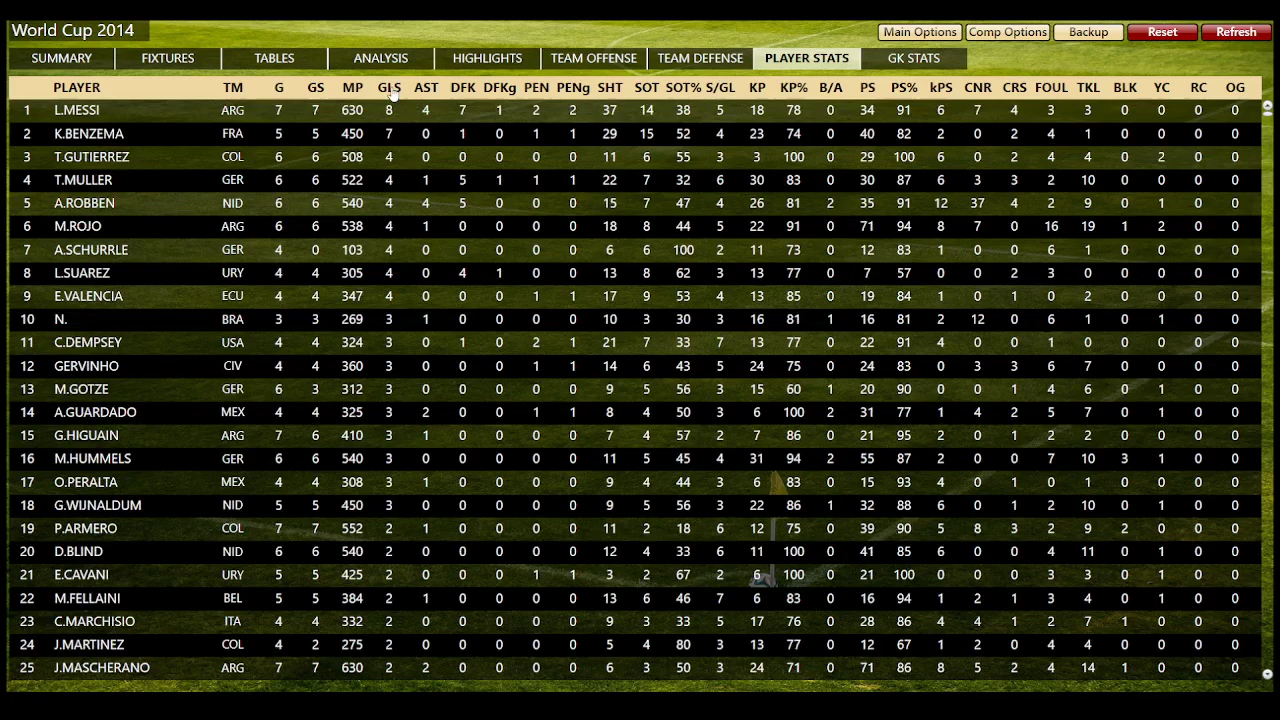 World Cup 2014
Main Options Comp Options Backup Reset Refresh
SUMMARY FIXTURES TABLES ANALYSIS HIGHLIGHTS TEAM OFFENSE TEAM DEFENSE PLAYER STATS GK STATS
PLAYER TM G GS MP GLS AST DFK DFKg PEN PENg SHT SOT SOT% S/GL KP KP% B/A PS PS% kPS CNR CRS FOUL TKL BLK YC RC OG
1 L.MESSI ARG 7 7 630 8 4 7 1 2 2 37 14 38 5 18 78 0 34 91 6 7 4 3 3 0 0 0 0
2 K.BENZEMA FRA 5 5 450 7 0 1 0 1 1 29 15 52 4 23 74 0 40 82 2 0 2 4 1 0 0 0 0
3 T.GUTIERREZ COL 6 6 508 4 0 0 0 0 0 11 6 55 3 3 100 0 29 100 3 0 2 4 4 0 2 0 0
4 T.MULLER GER 6 6 522 4 1 5 0 1 1 22 7 32 6 30 83 0 30 87 6 3 3 2 10 0 0 0 0
5 A.ROBBEN NID 6 6 540 4 4 5 0 0 0 15 7 47 4 26 81 2 35 91 12 37 4 2 9 0 1 0 0
6 M.ROJO ARG 6 6 538 4 1 0 0 0 0 18 8 44 5 22 91 0 71 94 8 7 0 16 19 1 2 0 0
7 A.SCHURRLE GER 4 0 103 4 0 0 0 0 0 6 6 100 2 11 73 0 12 83 1 0 0 6 1 0 0 0 0
8 L.SUAREZ URY 4 4 305 4 0 4 1 0 0 13 8 62 3 13 77 0 7 57 0 0 2 3 0 0 0 0 0
9 E.VALENCIA ECU 4 4 347 4 0 0 0 1 1 17 9 53 4 13 85 0 19 84 1 0 1 0 2 0 0 0 0
10 N. BRA 3 3 269 3 1 0 0 0 0 10 3 30 3 16 81 1 16 81 2 12 0 6 1 0 1 0 0
11 C.DEMPSEY USA 4 4 324 3 0 1 0 2 1 21 7 33 7 13 77 0 22 91 4 0 0 1 0 0 0 0 0
12 GERVINHO CIV 4 4 360 3 0 0 0 1 1 14 6 43 5 24 75 0 24 83 0 3 3 6 7 0 0 0 0
13 M.GOTZE GER 6 3 312 3 0 0 0 0 0 9 5 56 3 15 60 1 20 90 0 0 1 4 6 0 1 0 0
14 A.GUARDADO MEX 4 4 325 3 2 0 0 1 1 8 4 50 3 6 100 2 31 77 1 4 2 5 7 0 1 0 0
15 G.HIGUAIN ARG 7 6 410 3 1 0 0 0 0 7 4 57 2 7 86 0 21 95 2 0 1 2 2 0 0 0 0
16 M.HUMMELS GER 6 6 540 3 0 0 0 0 0 11 5 45 4 31 94 2 55 87 2 0 0 7 10 3 1 0 0
17 O.PERALTA MEX 4 4 308 3 1 0 0 0 0 9 4 44 3 6 83 0 15 93 4 0 0 1 0 0 1 0 0
18 G.WIJNALDUM NID 5 5 450 3 0 0 0 0 0 9 5 56 3 22 86 1 32 88 6 0 1 2 10 0 1 0 0
19 P.ARMERO COL 7 7 552 2 1 0 0 0 0 11 2 18 6 12 75 0 39 90 5 8 3 2 9 2 0 0 0
20 D.BLIND NID 6 6 540 2 0 0 0 0 0 12 4 33 6 11 100 0 41 85 6 0 0 4 11 0 1 0 0
21 E.CAVANI URY 5 5 425 2 0 0 0 1 1 3 2 67 2 6 100 0 21 100 0 0 0 3 3 0 1 0 0
22 M.FELLAINI BEL 5 5 384 2 1 0 0 0 0 13 6 46 7 6 83 0 16 94 1 2 1 3 4 0 0 0 0
23 C.MARCHISIO ITA 4 4 332 2 0 0 0 0 0 9 3 33 5 17 76 0 28 86 4 4 1 2 7 1 0 0 0
24 J.MARTINEZ COL 4 2 275 2 0 0 0 0 0 5 4 80 3 13 77 0 12 67 1 2 0 4 4 0 0 0 0
25 J.MASCHERANO ARG 7 7 630 2 2 0 0 0 0 6 3 50 3 24 71 0 71 86 8 5 2 4 14 1 0 0 0